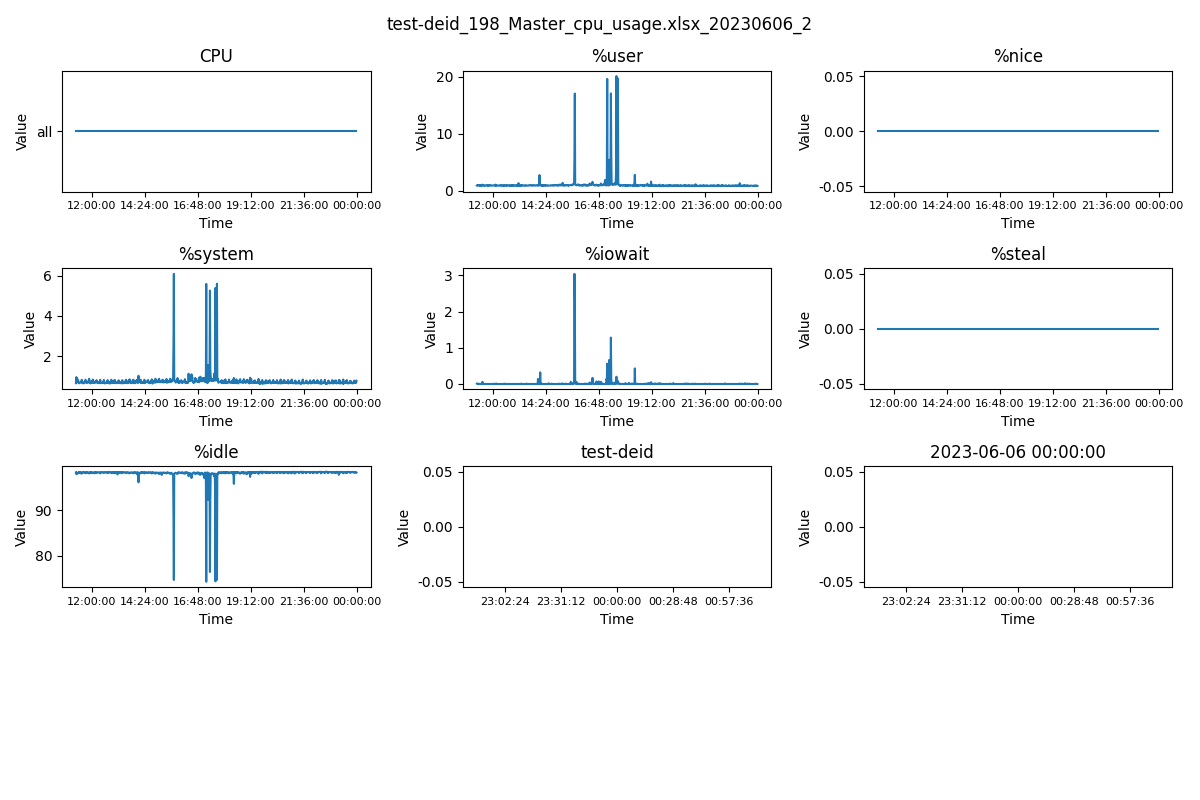 test-deid_198_Master_cpu_usage.xlsx_20230606_2
CPU
Value
all
12:00:00 14:24:00 16:48:00 19:12:00 21:36:00 00:00:00
Time
%user
Value
20
10
0
12:00:00 14:24:00 16:48:00 19:12:00 21:36:00 00:00:00
Time
%nice
Value
0.05
0.00
-0.05
12:00:00 14:24:00 16:48:00 19:12:00 21:36:00 00:00:00
Time
%system
Value
6
4
2
12:00:00 14:24:00 16:48:00 19:12:00 21:36:00 00:00:00
Time
%iowait
Value
3
2
1
0
12:00:00 14:24:00 16:48:00 19:12:00 21:36:00 00:00:00
Time
%steal
Value
0.05
0.00
-0.05
12:00:00 14:24:00 16:48:00 19:12:00 21:36:00 00:00:00
Time
%idle
Value
90
80
12:00:00 14:24:00 16:48:00 19:12:00 21:36:00 00:00:00
Time
test-deid
Value
0.05
0.00
-0.05
23:02:24 23:31:12 00:00:00 00:28:48 00:57:36
Time
2023-06-06 00:00:00
Value
0.05
0.00
-0.05
23:02:24 23:31:12 00:00:00 00:28:48 00:57:36
Time